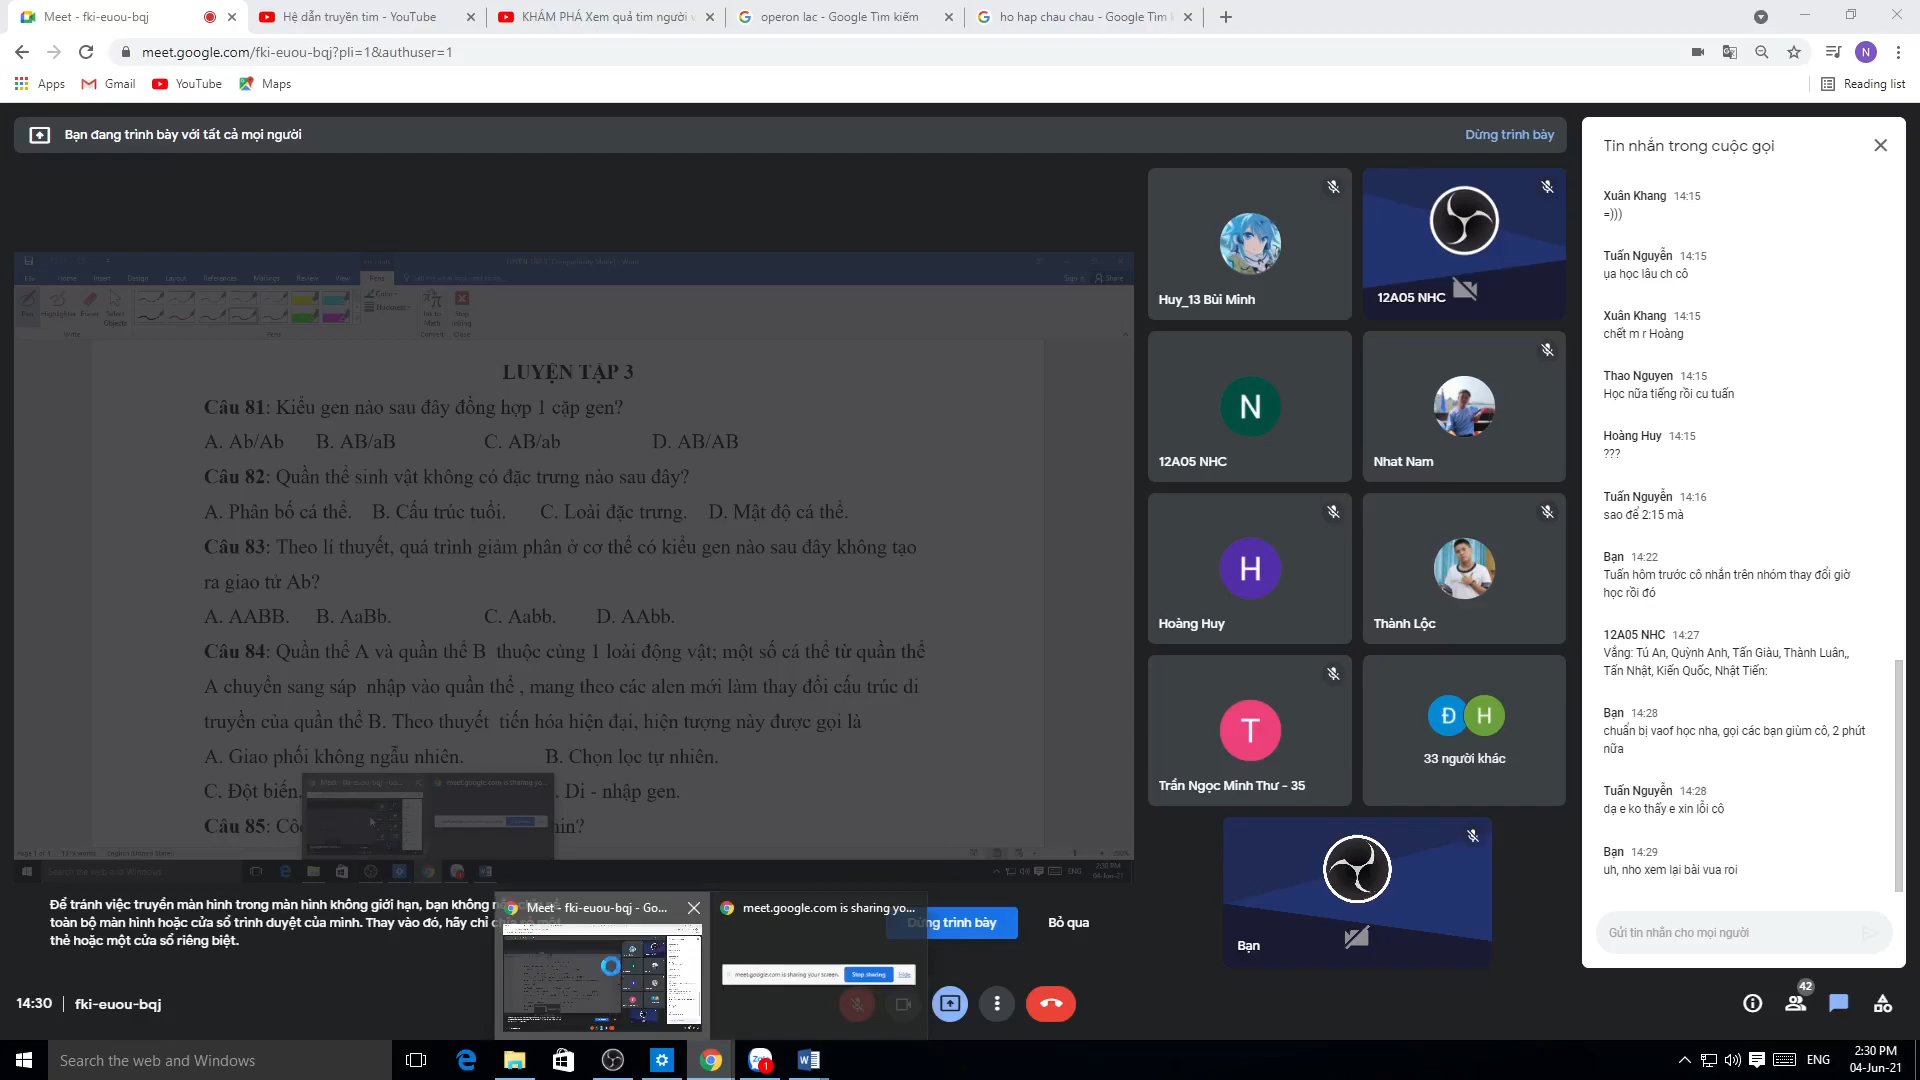 Meet - fki-euou-bqj
Hệ dẫn truyền tim - YouTube
KHÁM PHÁ Xem quả tim người
operon lac - Google Tìm kiếm
ho hap chau chau - Google Tìm
meet.google.com/fki-euou-bqj?pli=1&authuser=1
N
Apps
Gmail
YouTube
Maps
Reading list
Bạn đang trình bày với tất cả mọi người
Dừng trình bày
LUYỆN TẬP 3
Câu 81: Kiểu gen nào sau đây đồng hợp 1 cặp gen?
A. Ab/Ab B. AB/aB C. AB/ab D. AB/AB
Câu 82: Quần thể sinh vật không có đặc trưng nào sau đây?
A. Phân bố cá thể. B. Cấu trúc tuổi. C. Loài đặc trưng. D. Mật độ cá thể.
Câu 83: Theo lí thuyết, quá trình giảm phân ở cơ thể có kiểu gen nào sau đây không tạo
ra giao tử Ab?
A. AABB. B. AaBb. C. Aabb. D. AAbb.
Câu 84: Quần thể A và quần thể B thuộc cùng 1 loài động vật; một số cá thể từ quần thể
A chuyển sang sáp nhập vào quần thể , mang theo các alen mới làm thay đổi cấu trúc di
truyền của quần thể B. Theo thuyết tiến hóa hiện đại, hiện tượng này được gọi là
A. Giao phối không ngẫu nhiên. B. Chọn lọc tự nhiên.
C. Đột biến. . Di - nhập gen.
Câu 85:
Để tránh việc truyền màn hình trong màn hình không giới hạn, bạn không
toàn bộ màn hình hoặc cửa sổ trình duyệt của mình. Thay vào đó, hãy chỉ
thẻ hoặc một cửa sổ riêng biệt.
Meet - fki-euou-bqj - Go...
meet.google.com is sharing yo...
meet.google.com is sharing your screen.
Stop sharing
Hide
Dừng trình bày
Bỏ qua
Huy_13 Bùi Minh
12A05 NHC
N
12A05 NHC
Nhat Nam
H
Hoàng Huy
Thành Lộc
T
Trần Ngọc Minh Thư - 35
Đ
H
33 người khác
Bạn
Tin nhắn trong cuộc gọi
Xuân Khang 14:15
=)))
Tuấn Nguyễn 14:15
ụa học lâu ch cô
Xuân Khang 14:15
chết m r Hoàng
Thao Nguyen 14:15
Học nữa tiếng rồi cu tuấn
Hoàng Huy 14:15
???
Tuấn Nguyễn 14:16
sao để 2:15 mà
Bạn 14:22
Tuấn hôm trước cô nhắn trên nhóm thay đổi giờ
học rồi đó
12A05 NHC 14:27
Vắng: Tú An, Quỳnh Anh, Tấn Giàu, Thành Luân,,
Tấn Nhật, Kiến Quốc, Nhật Tiến:
Bạn 14:28
chuẩn bị vaof học nha, gọi các bạn giùm cô, 2 phút
nữa
Tuấn Nguyễn 14:28
dạ e ko thấy e xin lỗi cô
Bạn 14:29
uh, nho xem lại bài vua roi
Gửi tin nhắn cho mọi người
14:30 | fki-euou-bqj
42
Search the web and Windows
1
ENG
2:30 PM
04-Jun-21